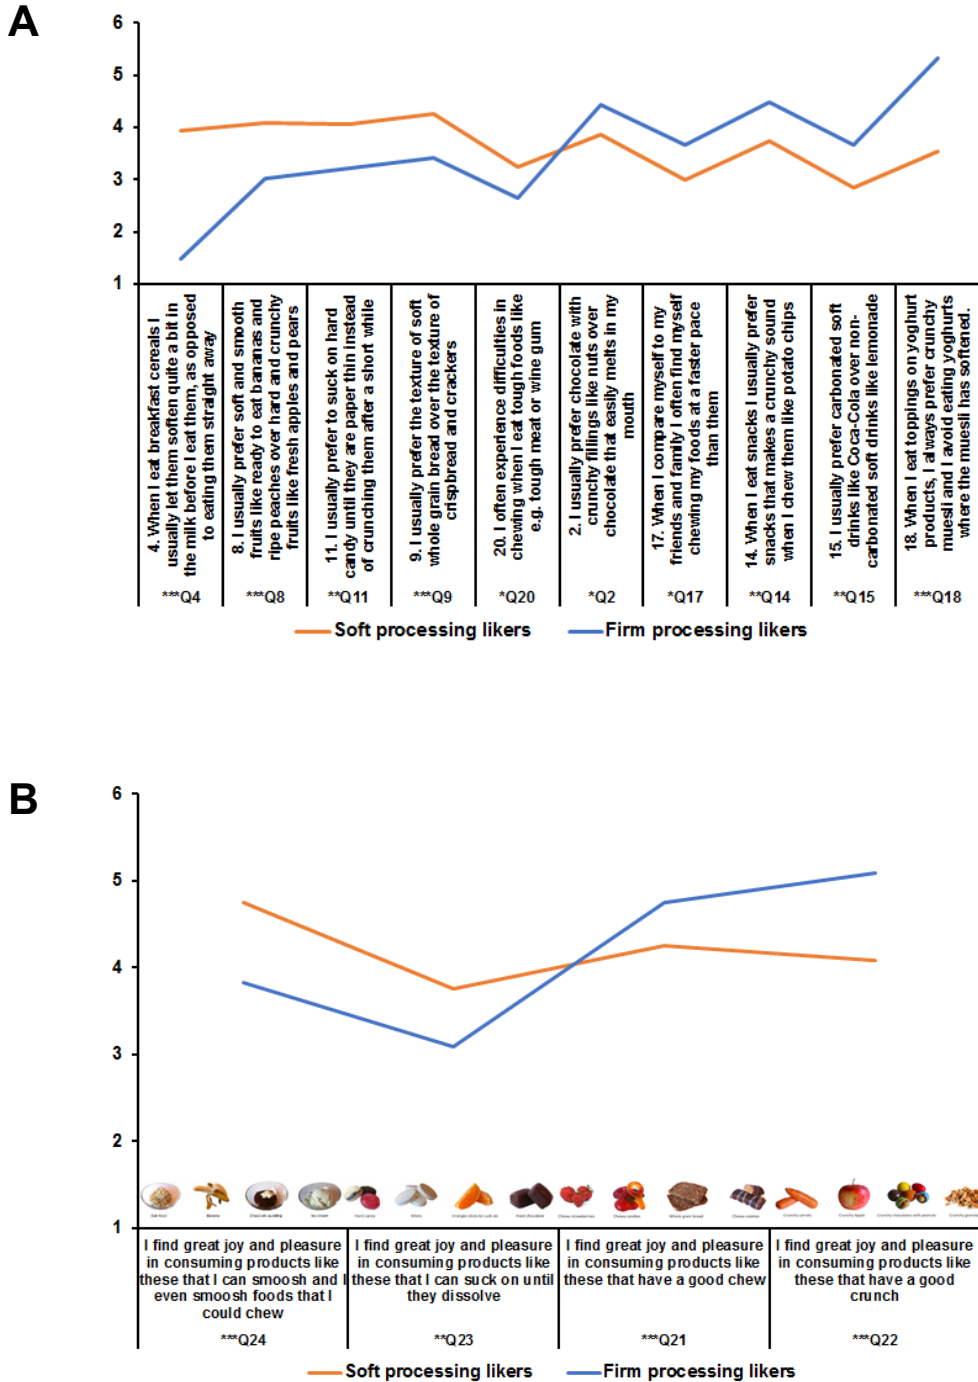 A
6
5
4
3
2
1
4. When I eat breakfast cereals I
usually let them soften quite a bit in
the milk before I eat them, as opposed
to eating them straight away
8. I usually prefer soft and smooth
fruits like ready to eat bananas and
ripe peaches over hard and crunchy
fruits like fresh apples and pears
11. I usually prefer to suck on hard
candy until they are paper thin instead
of crunching them after a short while
9. I usually prefer the texture of soft
whole grain bread over the texture of
crispbread and crackers
20. I often experience difficulties in
chewing when I eat tough foods like
e.g. tough meat or wine gum
2. I usually prefer chocolate with
crunchy fillings like nuts over
chocolate that easily melts in my
mouth
17. When I compare myself to my
friends and family I often find myself
chewing my foods at a faster pace
than them
14. When I eat snacks I usually prefer
snacks that makes a crunchy sound
when I chew them like potato chips
15. I usually prefer carbonated soft
drinks like Coca-Cola over non-
carbonated soft drinks like lemonade
18. When I eat toppings on yoghurt
products, I always prefer crunchy
muesli and I avoid eating yoghurts
where the muesli has softened.
***Q4 ***Q8 **Q11 ***Q9 *Q20 *Q2 *Q17 **Q14 **Q15 ***Q18
Soft processing likers Firm processing likers
B
6
5
4
3
2
1
I find great joy and pleasure
in consuming products like
these that I can smoosh and I
even smoosh foods that I
could chew
I find great joy and pleasure
in consuming products like
these that I can suck on until
they dissolve
I find great joy and pleasure
in consuming products like
these that have a good chew
I find great joy and pleasure
in consuming products like
these that have a good
crunch
***Q24 **Q23 ***Q21 ***Q22
Soft processing likers Firm processing likers